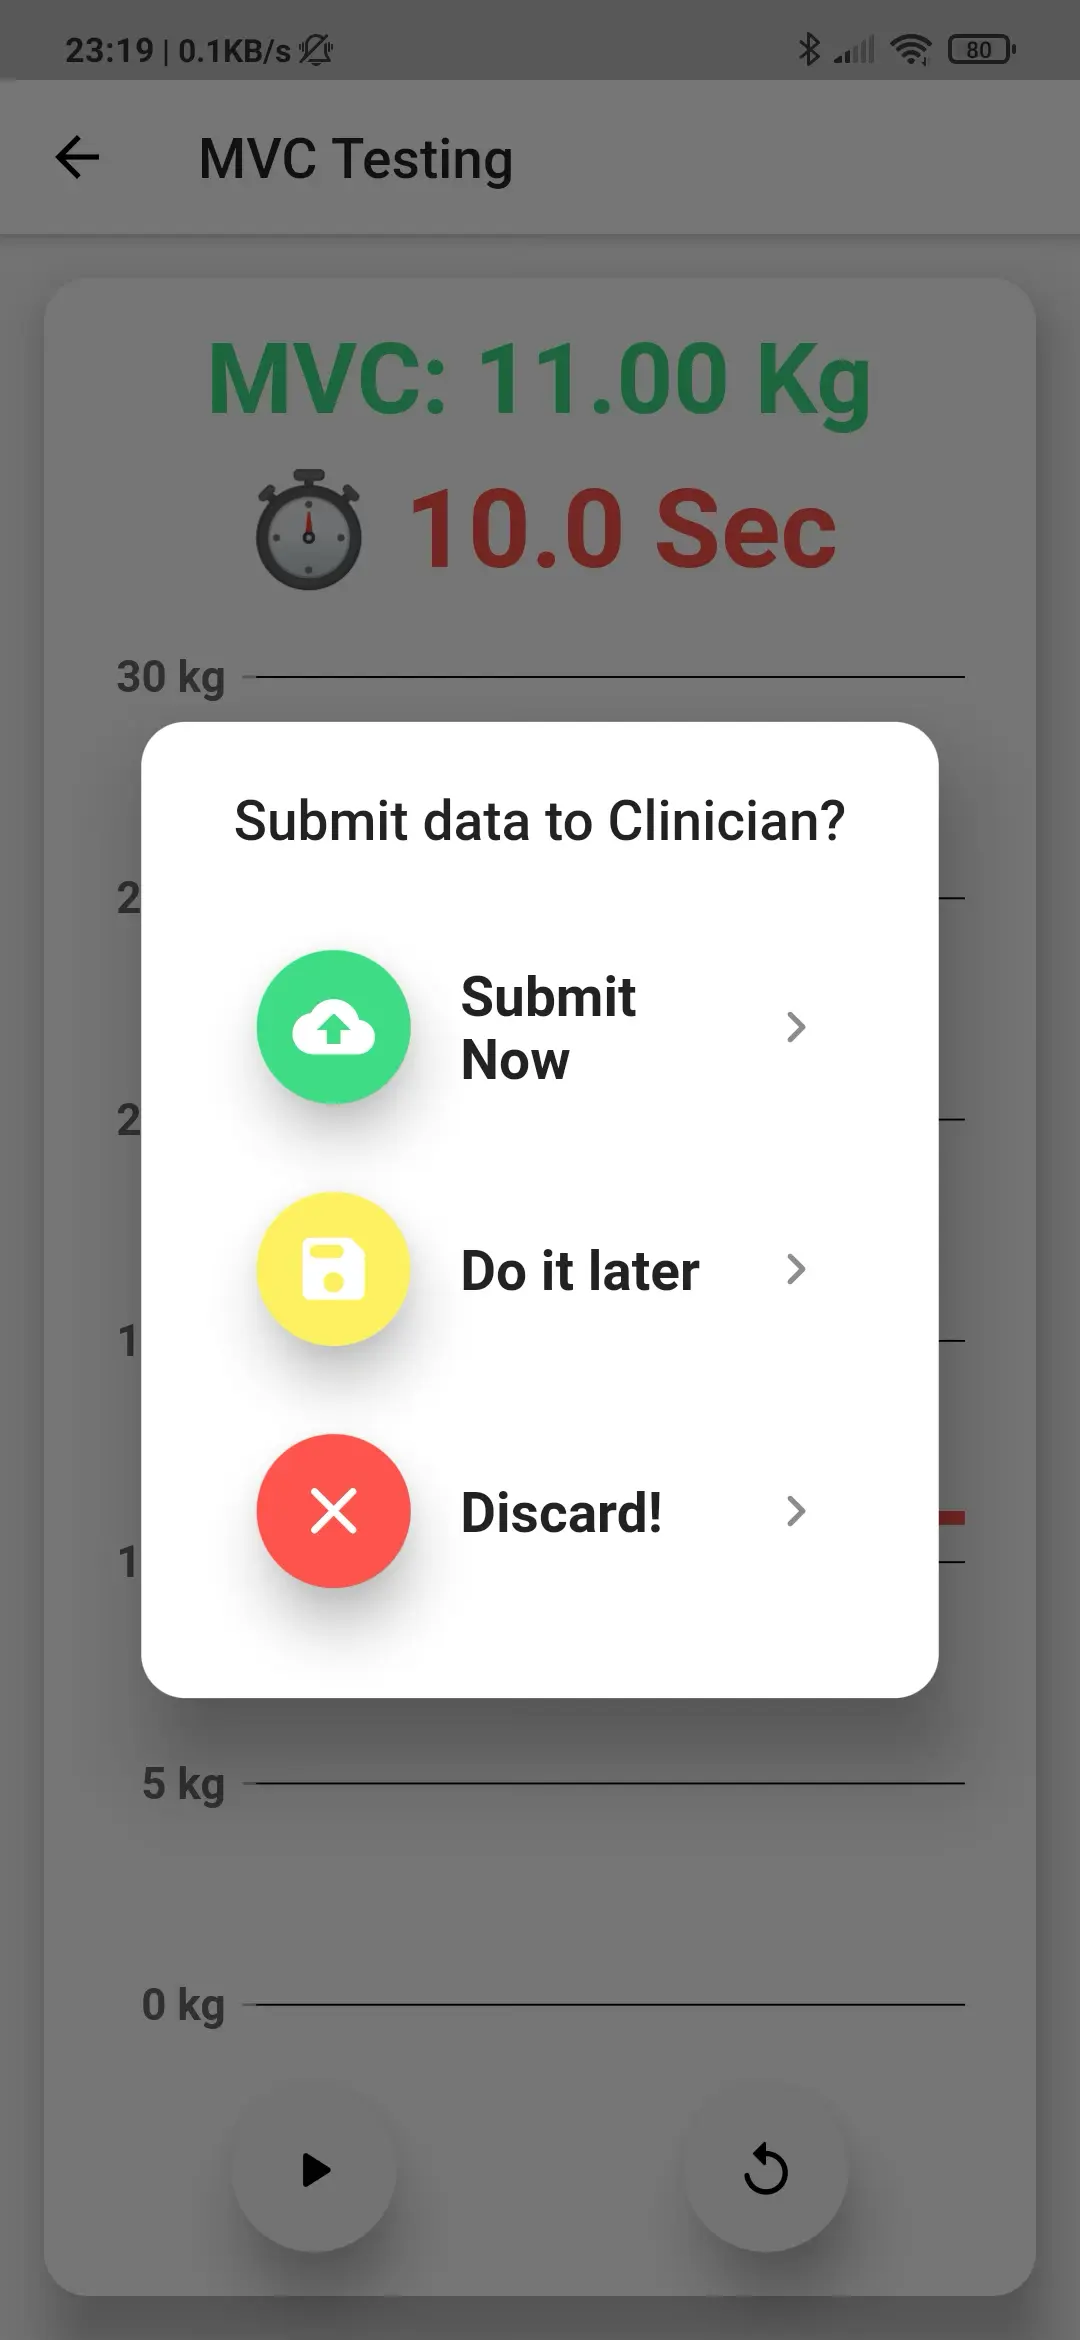 23:19 | 0.1KB/s 80
MVC Testing
MVC: 11.00 Kg
10.0 Sec
30 kg
Submit data to Clinician?
2
Submit
Now
2
Do it later
1
Discard!
1
5 kg
0 kg